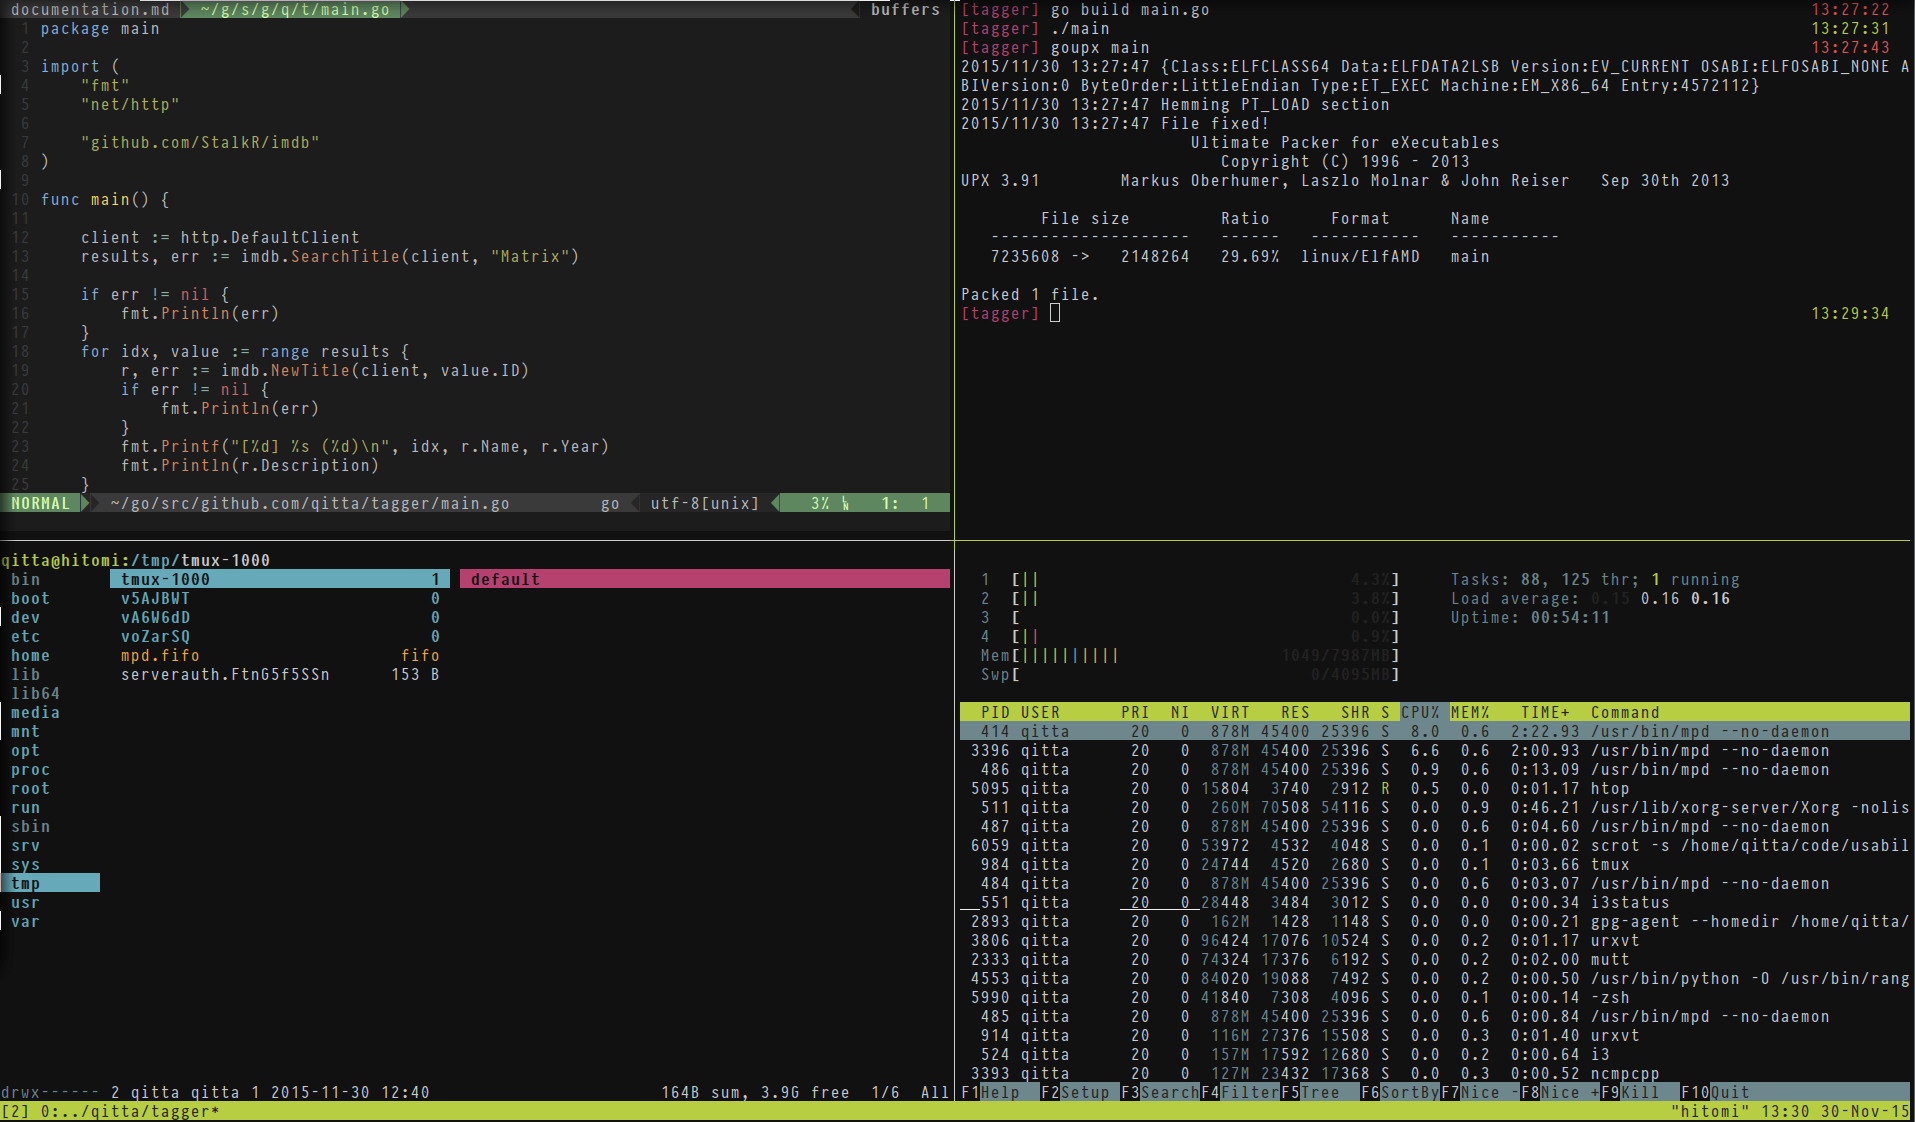 documentation.md ~/g/s/g/q/t/main.go buffers
1 package main
2
3 import (
4 "fmt"
5 "net/http"
6
7 "github.com/StalkR/imdb"
8 )
9
10 func main() {
11
12 client := http.DefaultClient
13 results, err := imdb.SearchTitle(client, "Matrix")
14
15 if err != nil {
16 fmt.Println(err)
17 }
18 for idx, value := range results {
19 r, err := imdb.NewTitle(client, value.ID)
20 if err != nil {
21 fmt.Println(err)
22 }
23 fmt.Printf("[%d] %s (%d)\n", idx, r.Name, r.Year)
24 fmt.Println(r.Description)
25 }
NORMAL ~/go/src/github.com/qitta/tagger/main.go go utf-8[unix] 3% 1: 1
[tagger] go build main.go 13:27:22
[tagger] ./main 13:27:31
[tagger] goupx main 13:27:43
2015/11/30 13:27:47 {Class:ELFCLASS64 Data:ELFDATA2LSB Version:EV_CURRENT OSABI:ELFOSABI_NONE A
BIVersion:0 ByteOrder:LittleEndian Type:ET_EXEC Machine:EM_X86_64 Entry:4572112}
2015/11/30 13:27:47 Hemming PT_LOAD section
2015/11/30 13:27:47 File fixed!
Ultimate Packer for eXecutables
Copyright (C) 1996 - 2013
UPX 3.91 Markus Oberhumer, Laszlo Molnar & John Reiser Sep 30th 2013
File size Ratio Format Name
-------------------- ------ ----------- -----------
7235608 -> 2148264 29.69% linux/ElfAMD main
Packed 1 file.
[tagger] 13:29:34
qitta@hitomi:/tmp/tmux-1000
bin tmux-1000 1 default
boot v5AJBWT 0
dev vA6W6dD 0
etc voZarSQ 0
home mpd.fifo fifo
lib serverauth.FtnG5f5SSn 153 B
lib64
media
mnt
opt
proc
root
run
sbin
srv
sys
tmp
usr
var
drwx------ 2 qitta qitta 1 2015-11-30 12:40 164B sum, 3.9G free 1/6 All
1 [|| 4.3%] Tasks: 88, 125 thr; 1 running
2 [|| 3.8%] Load average: 0.15 0.16 0.16
3 [ 0.0%] Uptime: 00:54:11
4 [|| 0.9%]
Mem[|||||||||| 1049/7987MB]
Swp[ 0/4095MB]
PID USER PRI NI VIRT RES SHR S CPU% MEM% TIME+ Command
414 qitta 20 0 878M 45400 25396 S 8.0 0.6 2:22.93 /usr/bin/mpd --no-daemon
3396 qitta 20 0 878M 45400 25396 S 6.6 0.6 2:00.93 /usr/bin/mpd --no-daemon
486 qitta 20 0 878M 45400 25396 S 0.9 0.6 0:13.09 /usr/bin/mpd --no-daemon
5095 qitta 20 0 15804 3740 2912 R 0.5 0.0 0:01.17 htop
511 qitta 20 0 260M 70508 54116 S 0.0 0.9 0:46.21 /usr/lib/xorg-server/Xorg -nolis
487 qitta 20 0 878M 45400 25396 S 0.0 0.6 0:04.60 /usr/bin/mpd --no-daemon
6059 qitta 20 0 53972 4532 4048 S 0.0 0.1 0:00.02 scrot -s /home/qitta/code/usabil
984 qitta 20 0 24744 4520 2680 S 0.0 0.1 0:03.66 tmux
484 qitta 20 0 878M 45400 25396 S 0.0 0.6 0:03.07 /usr/bin/mpd --no-daemon
551 qitta 20 0 28448 3484 3012 S 0.0 0.0 0:00.34 i3status
2893 qitta 20 0 162M 1428 1148 S 0.0 0.0 0:00.21 gpg-agent --homedir /home/qitta/
3806 qitta 20 0 96424 17076 10524 S 0.0 0.2 0:01.17 urxvt
2333 qitta 20 0 74324 17376 6192 S 0.0 0.2 0:02.00 mutt
4553 qitta 20 0 84020 19088 7492 S 0.0 0.2 0:00.50 /usr/bin/python -O /usr/bin/rang
5990 qitta 20 0 41840 7308 4096 S 0.0 0.1 0:00.14 -zsh
485 qitta 20 0 878M 45400 25396 S 0.0 0.6 0:00.84 /usr/bin/mpd --no-daemon
914 qitta 20 0 116M 27376 15508 S 0.0 0.3 0:01.40 urxvt
524 qitta 20 0 157M 17592 12680 S 0.0 0.2 0:00.64 i3
3393 qitta 20 0 127M 23432 17368 S 0.0 0.3 0:00.52 ncmpcpp
F1Help F2Setup F3SearchF4FilterF5Tree F6SortByF7Nice -F8Nice +F9Kill F10Quit
[2] 0:../qitta/tagger* "hitomi" 13:30 30-Nov-15